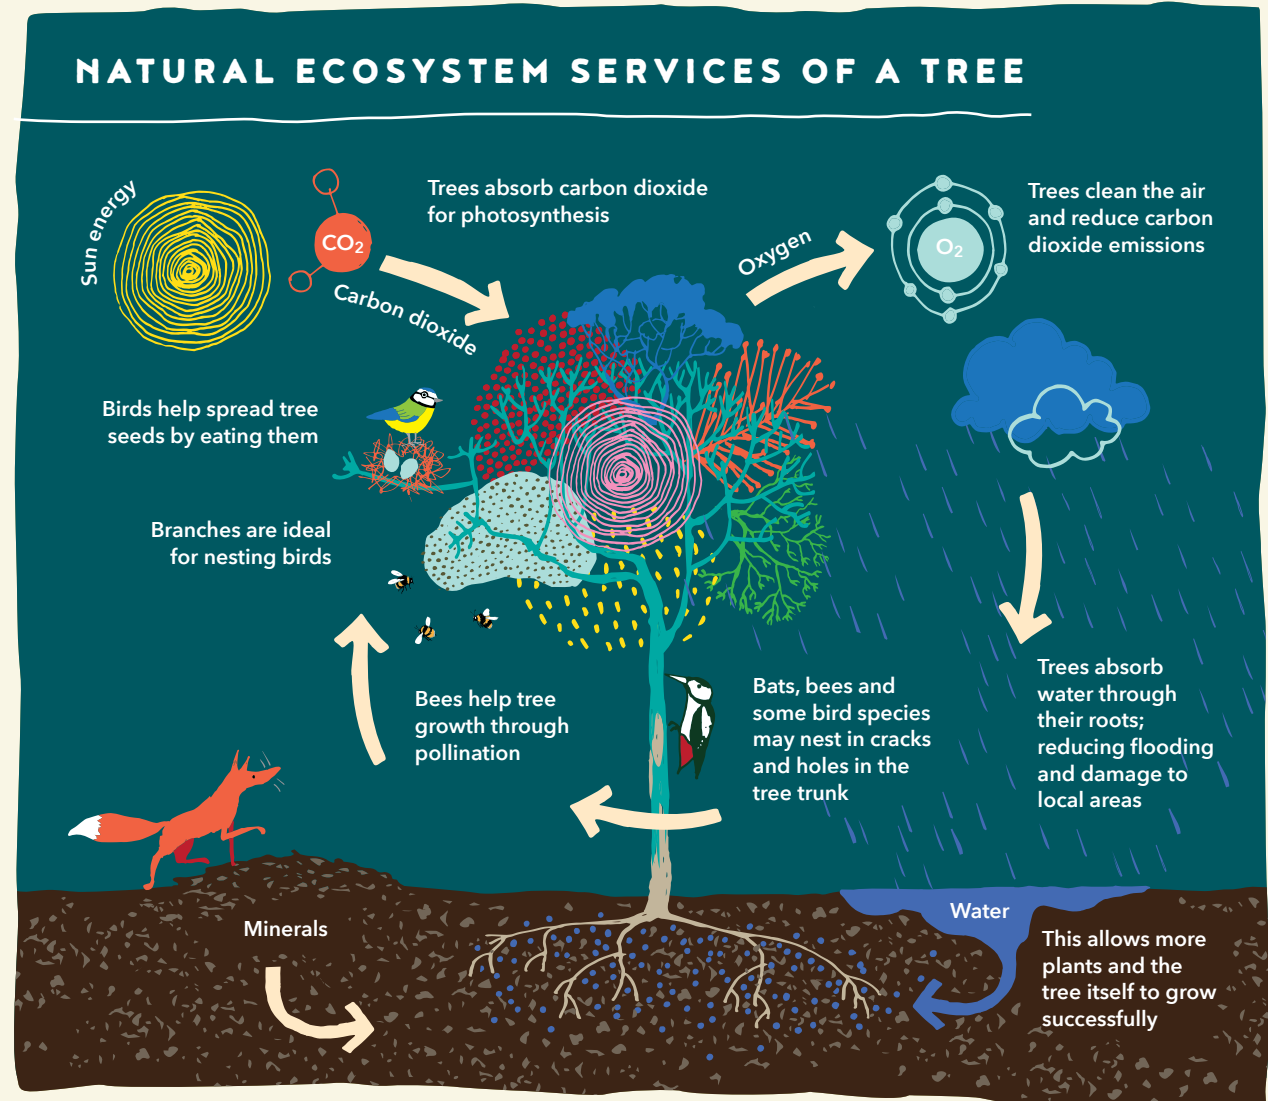 NATURAL ECOSYSTEM SERVICES OF A TREE
Sun energy
CO₂
Carbon dioxide
Trees absorb carbon dioxide
for photosynthesis
Oxygen
O₂
Trees clean the air
and reduce carbon
dioxide emissions
Birds help spread tree
seeds by eating them
Branches are ideal
for nesting birds
Bees help tree
growth through
pollination
Bats, bees and
some bird species
may nest in cracks
and holes in the
tree trunk
Trees absorb
water through
their roots;
reducing flooding
and damage to
local areas
Minerals
Water
This allows more
plants and the
tree itself to grow
successfully